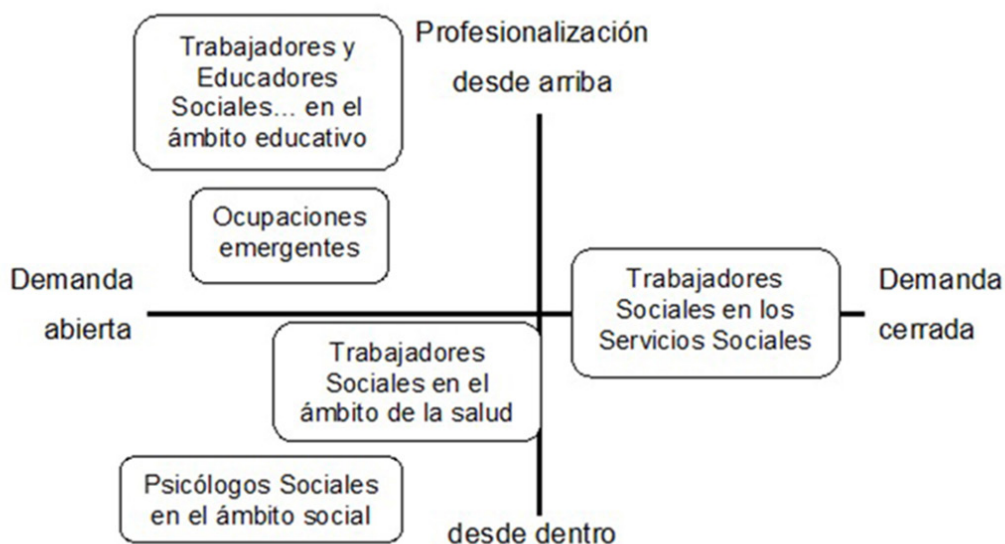 Trabajadores y
Educadores
Sociales... en el
ámbito educativo
Profesionalización
desde arriba
Ocupaciones
emergentes
Demanda
abierta
Trabajadores
Sociales en los
Servicios Sociales
Demanda
cerrada
Trabajadores
Sociales en el
ámbito de la salud
Psicólogos Sociales
en el ámbito social
desde dentro